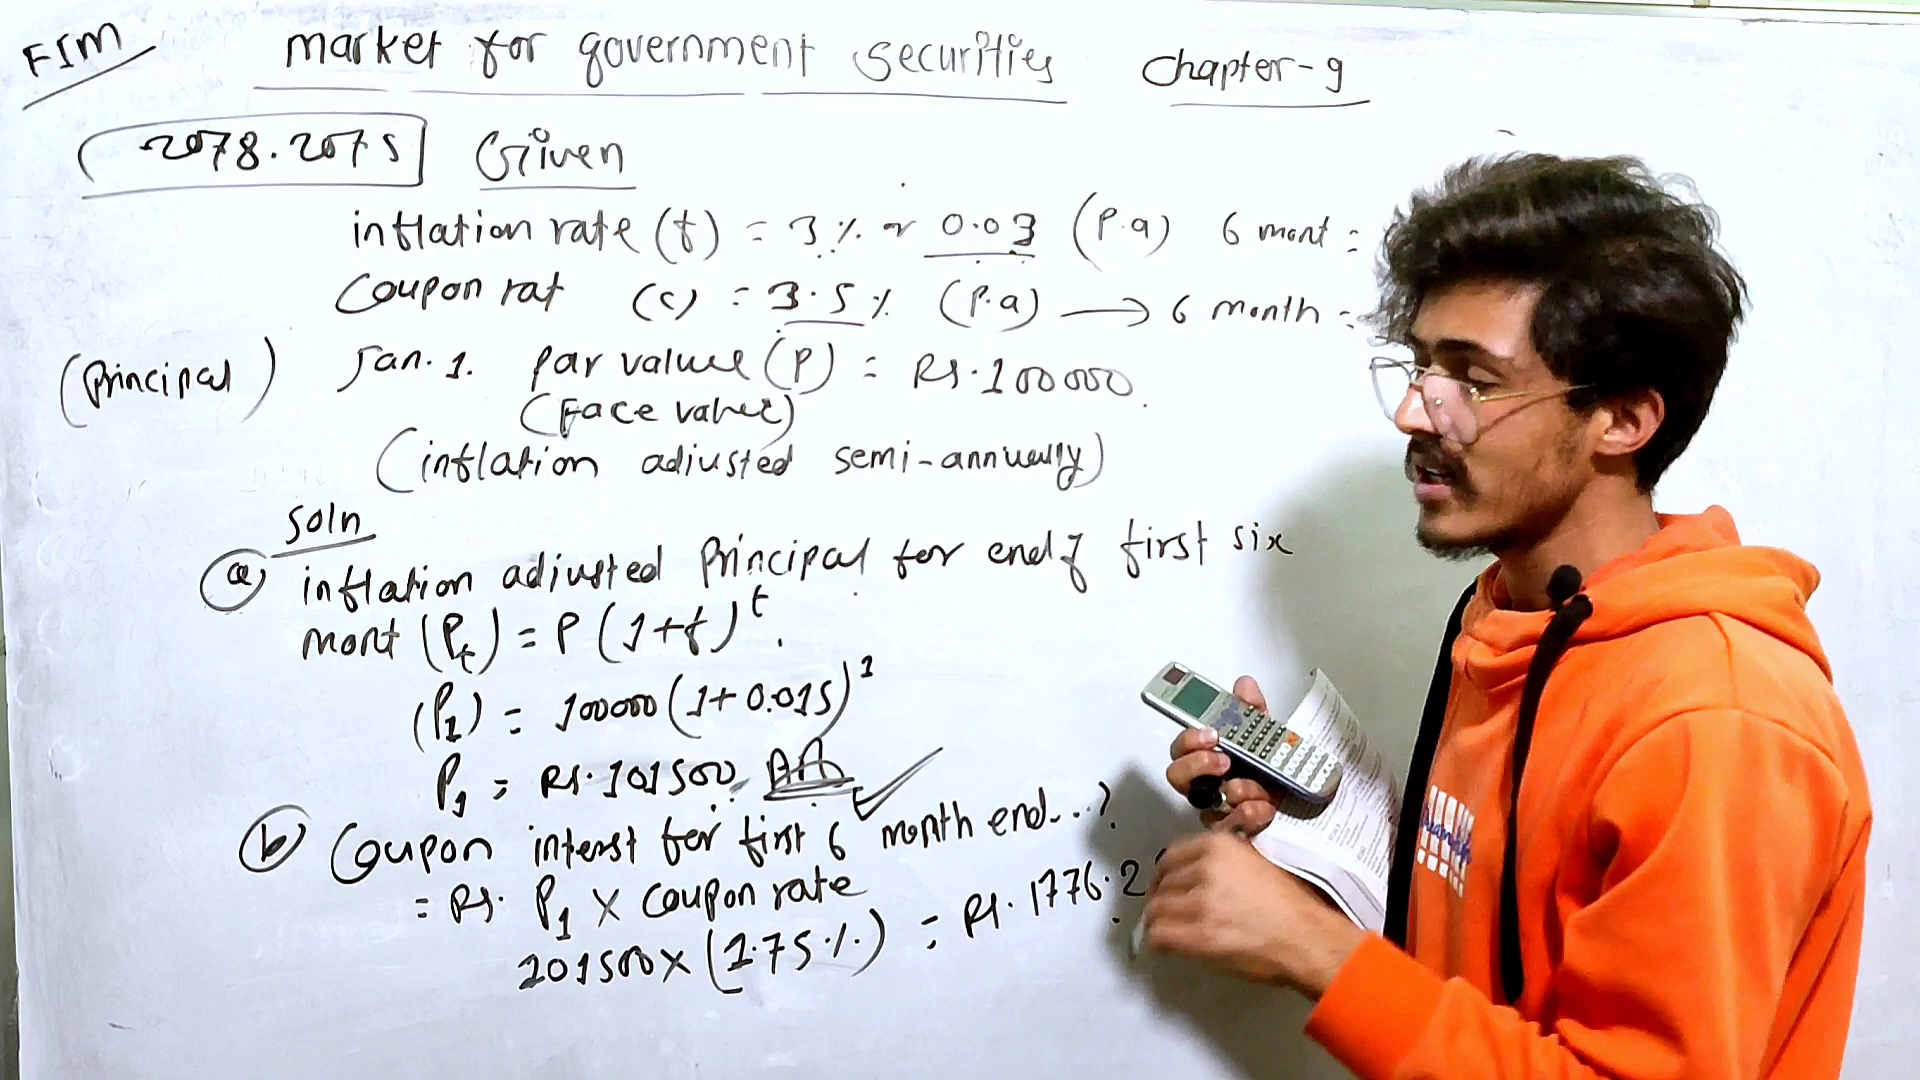 FIM
market for government securities Chapter-9
2078.2075 Given
inflation rate (f) = 3% or 0.03 (P.a) 6 mont =
Coupon rat (c) = 3.5% (P.a) → 6 month =
(Principal) Jan. 1. par value (P) = Rs. 100000.
(Face value)
(inflation adjusted semi-annually)
Soln
(a) inflation adjusted Principal for end of first six
mont (Pt) = P (1+f)^t.
(P1) = 100000 (1+0.015)^1
P1 = Rs. 101500
(b) Coupon interst for first 6 month end...?
= Rs. P1 × Coupon rate
101500 × (1.75%) = Rs. 1776.2